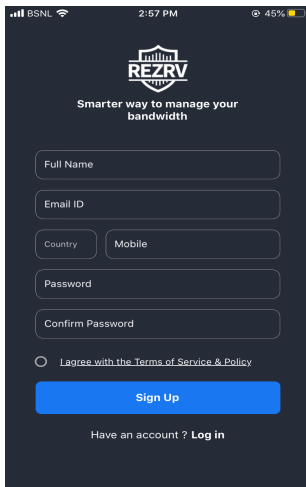 BSNL 2:57 PM 45%
REZRV
Smarter way to manage your
bandwidth
Full Name
Email ID
Country Mobile
Password
Confirm Password
I agree with the Terms of Service & Policy
Sign Up
Have an account ? Log in